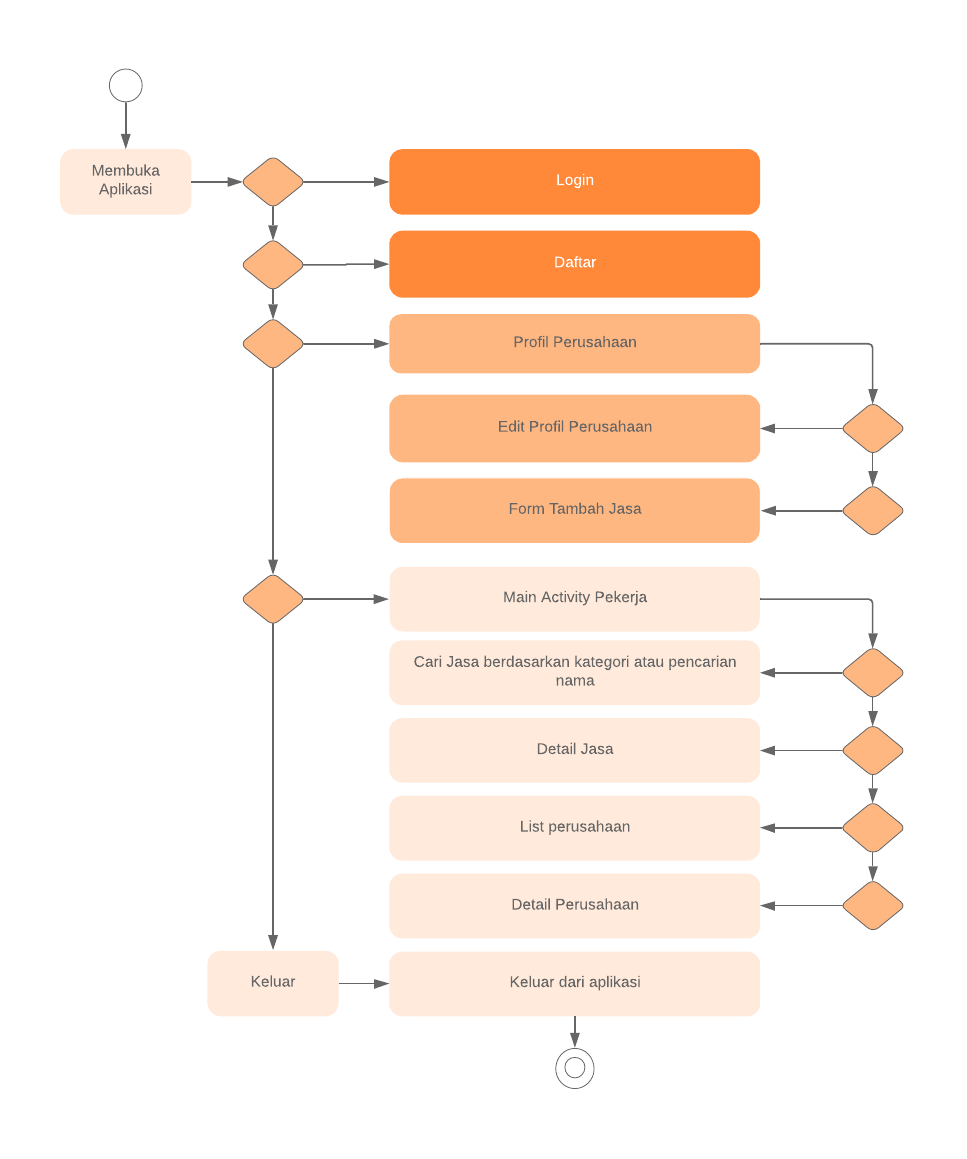 Membuka
Aplikasi
Login
Daftar
Profil Perusahaan
Edit Profil Perusahaan
Form Tambah Jasa
Main Activity Pekerja
Cari Jasa berdasarkan kategori atau pencarian
nama
Detail Jasa
List perusahaan
Detail Perusahaan
Keluar
Keluar dari aplikasi